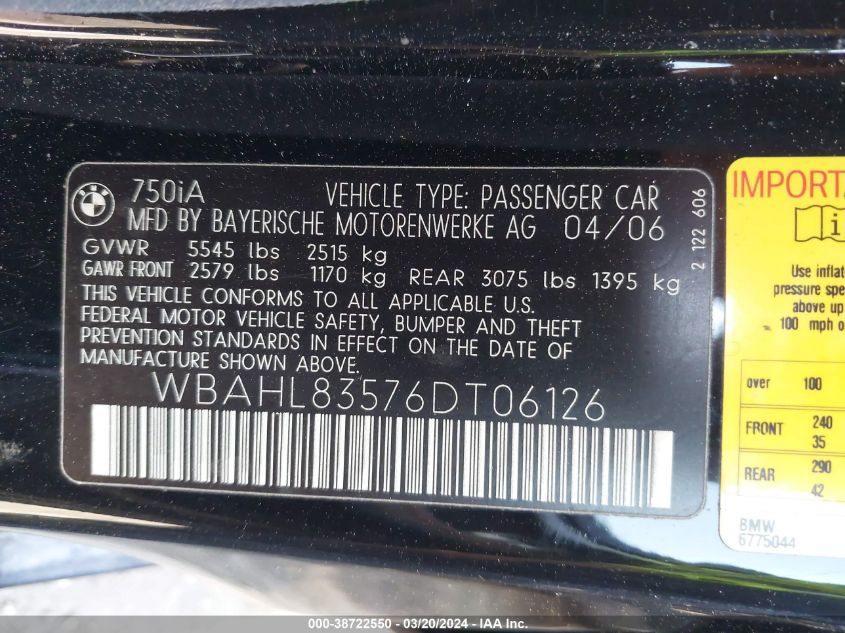 BMW
750iA VEHICLE TYPE: PASSENGER CAR
MFD BY BAYERISCHE MOTORENWERKE AG 04/06
GVWR 5545 lbs 2515 kg
GAWR FRONT 2579 lbs 1170 kg REAR 3075 lbs 1395 kg
THIS VEHICLE CONFORMS TO ALL APPLICABLE U.S.
FEDERAL MOTOR VEHICLE SAFETY, BUMPER AND THEFT
PREVENTION STANDARDS IN EFFECT ON THE DATE OF
MANUFACTURE SHOWN ABOVE.
WBAHL83576DT06126
2 122 606
IMPORTA
i
Use inflat
pressure spe
above up
100 mph o
over 100
FRONT 240
35
REAR 290
42
BMW
6775044
000-38722550 - 03/20/2024 - IAA Inc.